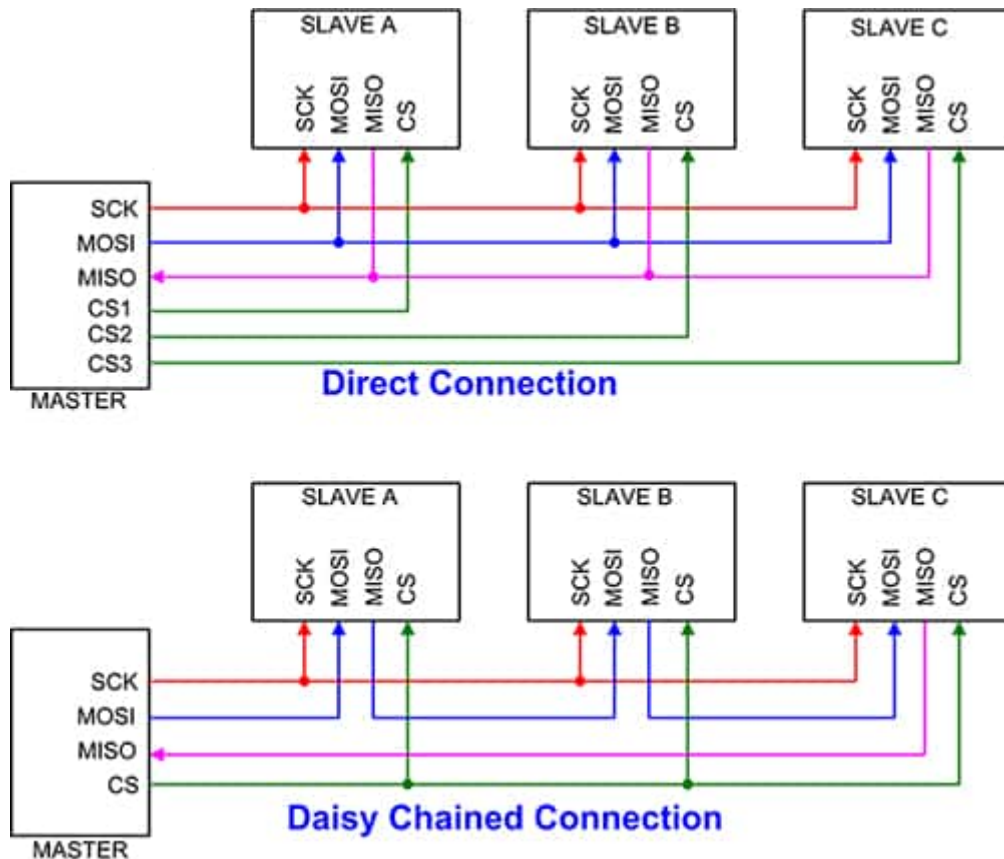 SLAVE A
SLAVE B
SLAVE C
SCK
MOSI
MISO
CS
SCK
MOSI
MISO
CS
SCK
MOSI
MISO
CS
SCK
MOSI
MISO
CS1
CS2
CS3
MASTER
Direct Connection
SLAVE A
SLAVE B
SLAVE C
SCK
MOSI
MISO
CS
SCK
MOSI
MISO
CS
SCK
MOSI
MISO
CS
SCK
MOSI
MISO
CS
MASTER
Daisy Chained Connection